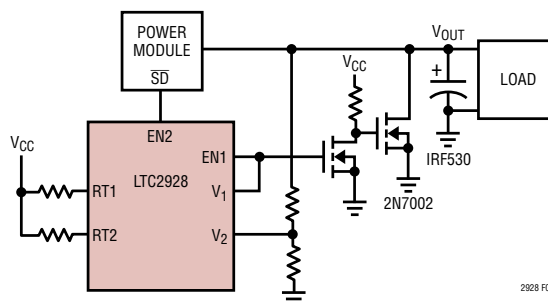 POWER
MODULE
SD
VOUT
LOAD
VCC
+
VCC
EN2
LTC2928
EN1
RT1
V1
RT2
V2
IRF530
2N7002
2928 F0